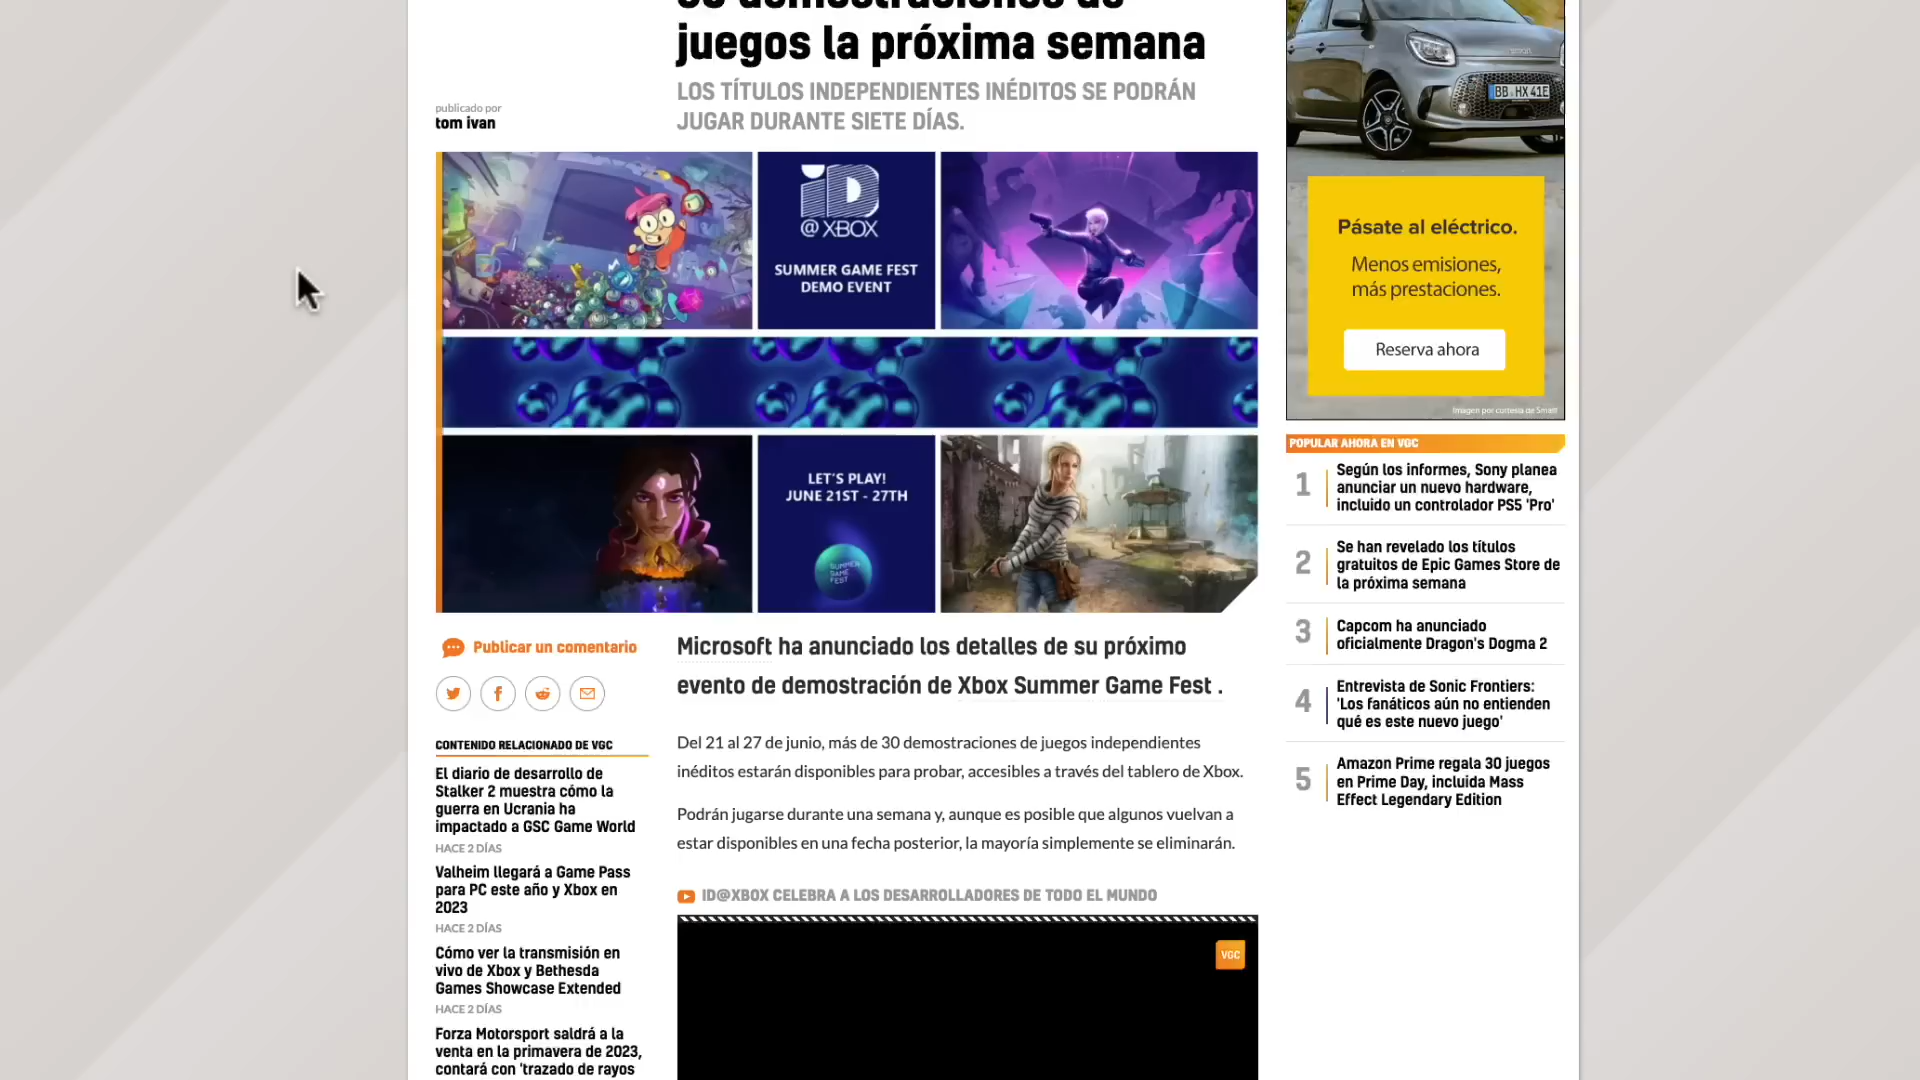 juegos la próxima semana
LOS TÍTULOS INDEPENDIENTES INÉDITOS SE PODRÁN
JUGAR DURANTE SIETE DÍAS.
publicado por
tom ivan
iD
@ XBOX
SUMMER GAME FEST
DEMO EVENT
LET'S PLAY!
JUNE 21ST - 27TH
SUMMER
GAME
FEST
Publicar un comentario
CONTENIDO RELACIONADO DE VGC
El diario de desarrollo de
Stalker 2 muestra cómo la
guerra en Ucrania ha
impactado a GSC Game World
HACE 2 DÍAS
Valheim llegará a Game Pass
para PC este año y Xbox en
2023
HACE 2 DÍAS
Cómo ver la transmisión en
vivo de Xbox y Bethesda
Games Showcase Extended
HACE 2 DÍAS
Forza Motorsport saldrá a la
venta en la primavera de 2023,
contará con 'trazado de rayos
Microsoft ha anunciado los detalles de su próximo
evento de demostración de Xbox Summer Game Fest .
Del 21 al 27 de junio, más de 30 demostraciones de juegos independientes
inéditos estarán disponibles para probar, accesibles a través del tablero de Xbox.
Podrán jugarse durante una semana y, aunque es posible que algunos vuelvan a
estar disponibles en una fecha posterior, la mayoría simplemente se eliminarán.
ID@XBOX CELEBRA A LOS DESARROLLADORES DE TODO EL MUNDO
VGC
smart
BB HX 41E
Pásate al eléctrico.
Menos emisiones,
más prestaciones.
Reserva ahora
Imagen por cortesía de Smart
POPULAR AHORA EN VGC
1
Según los informes, Sony planea
anunciar un nuevo hardware,
incluido un controlador PS5 'Pro'
2
Se han revelado los títulos
gratuitos de Epic Games Store de
la próxima semana
3
Capcom ha anunciado
oficialmente Dragon's Dogma 2
4
Entrevista de Sonic Frontiers:
'Los fanáticos aún no entienden
qué es este nuevo juego'
5
Amazon Prime regala 30 juegos
en Prime Day, incluida Mass
Effect Legendary Edition